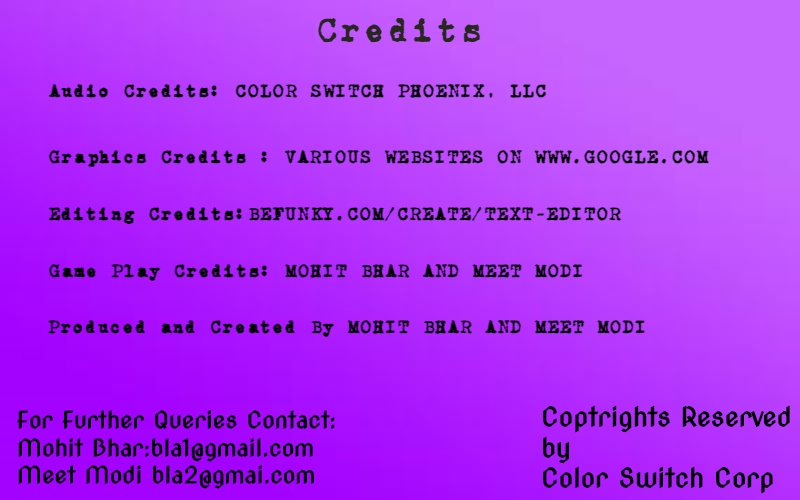 Credits
Audio Credits: COLOR SWITCH PHOENIX, LLC
Graphics Credits : VARIOUS WEBSITES ON WWW.GOOGLE.COM
Editing Credits: BEFUNKY.COM/CREATE/TEXT-EDITOR
Game Play Credits: MOHIT BHAR AND MEET MODI
Produced and Created By MOHIT BHAR AND MEET MODI
For Further Queries Contact:
Mohit Bhar:bla1@gmail.com
Meet Modi bla2@gmai.com
Coptrights Reserved
by
Color Switch Corp